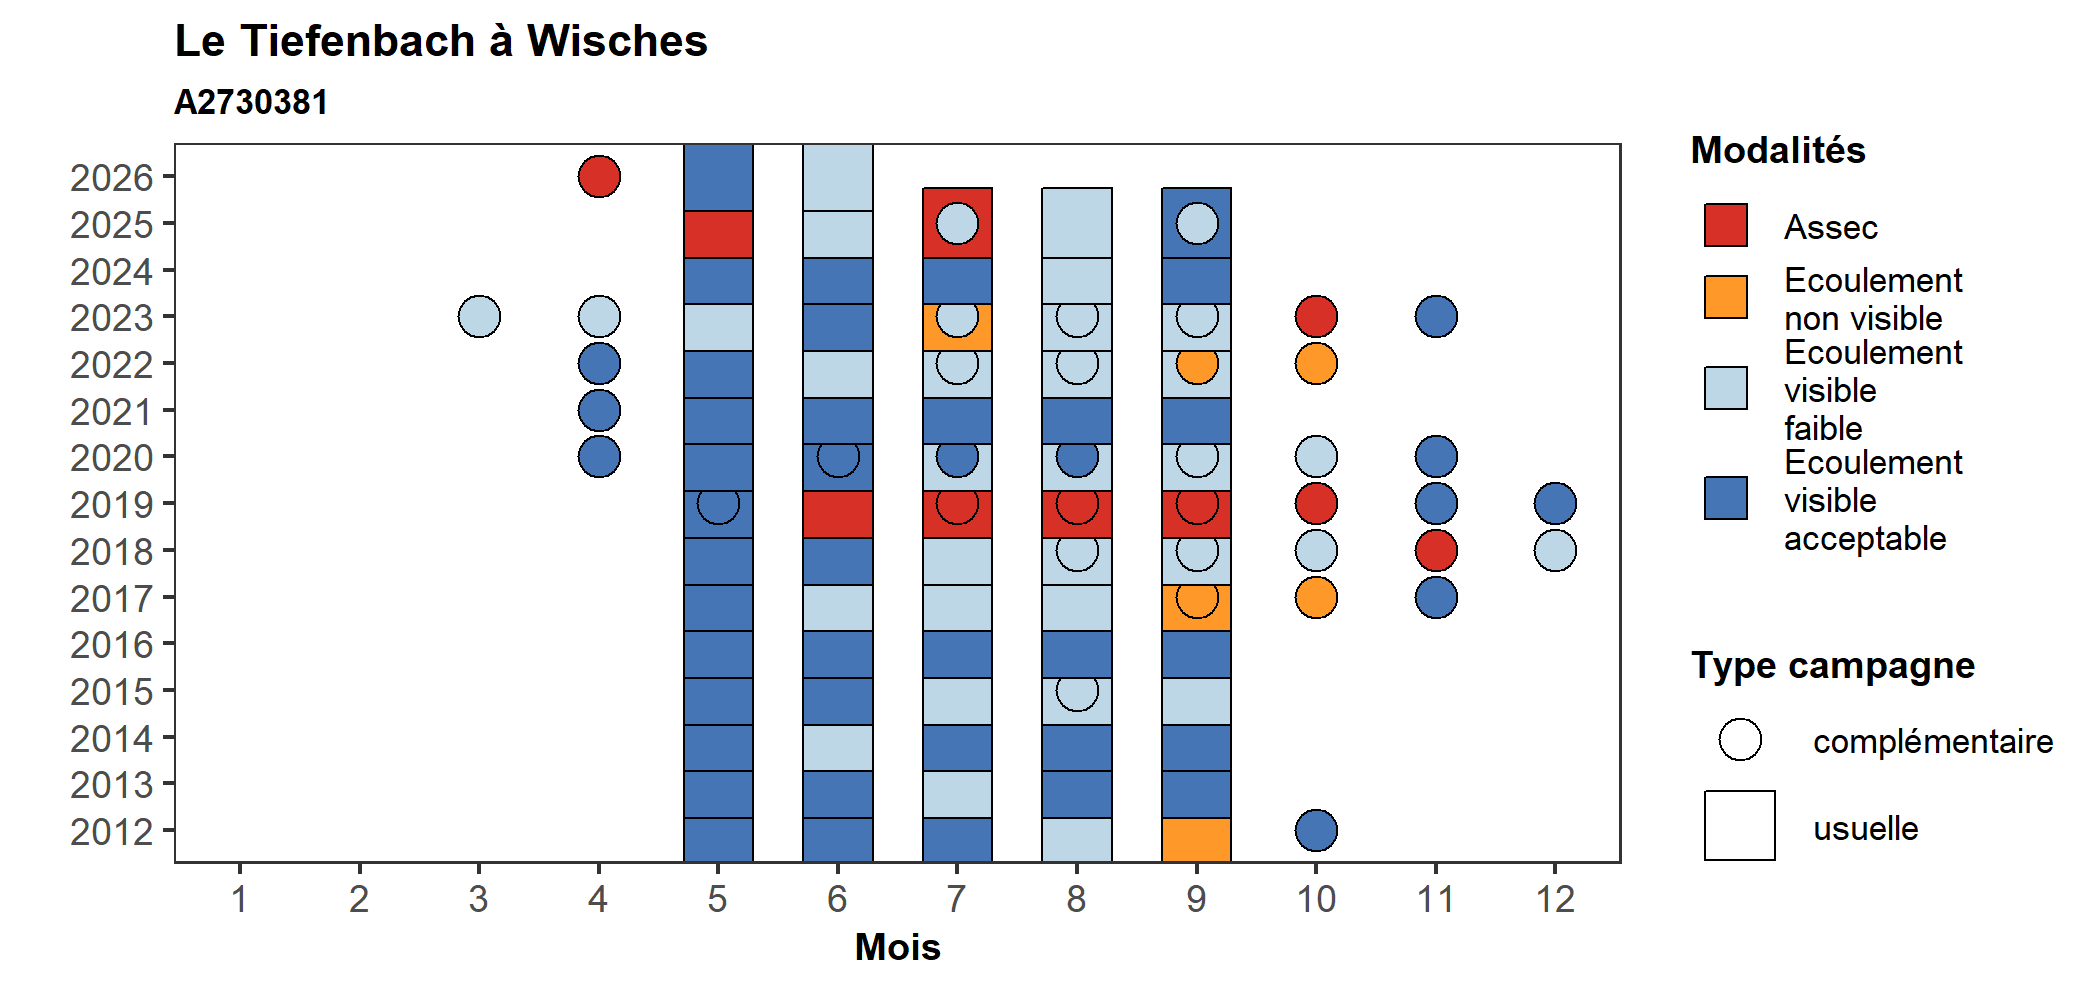 Le Tiefenbach à Wisches
A2730381
2026
2025
2024
2023
2022
2021
2020
2019
2018
2017
2016
2015
2014
2013
2012
1 2 3 4 5 6 7 8 9 10 11 12
Mois
Modalités
Assec
Ecoulement
non visible
Ecoulement
visible
faible
Ecoulement
visible
acceptable
Type campagne
complémentaire
usuelle